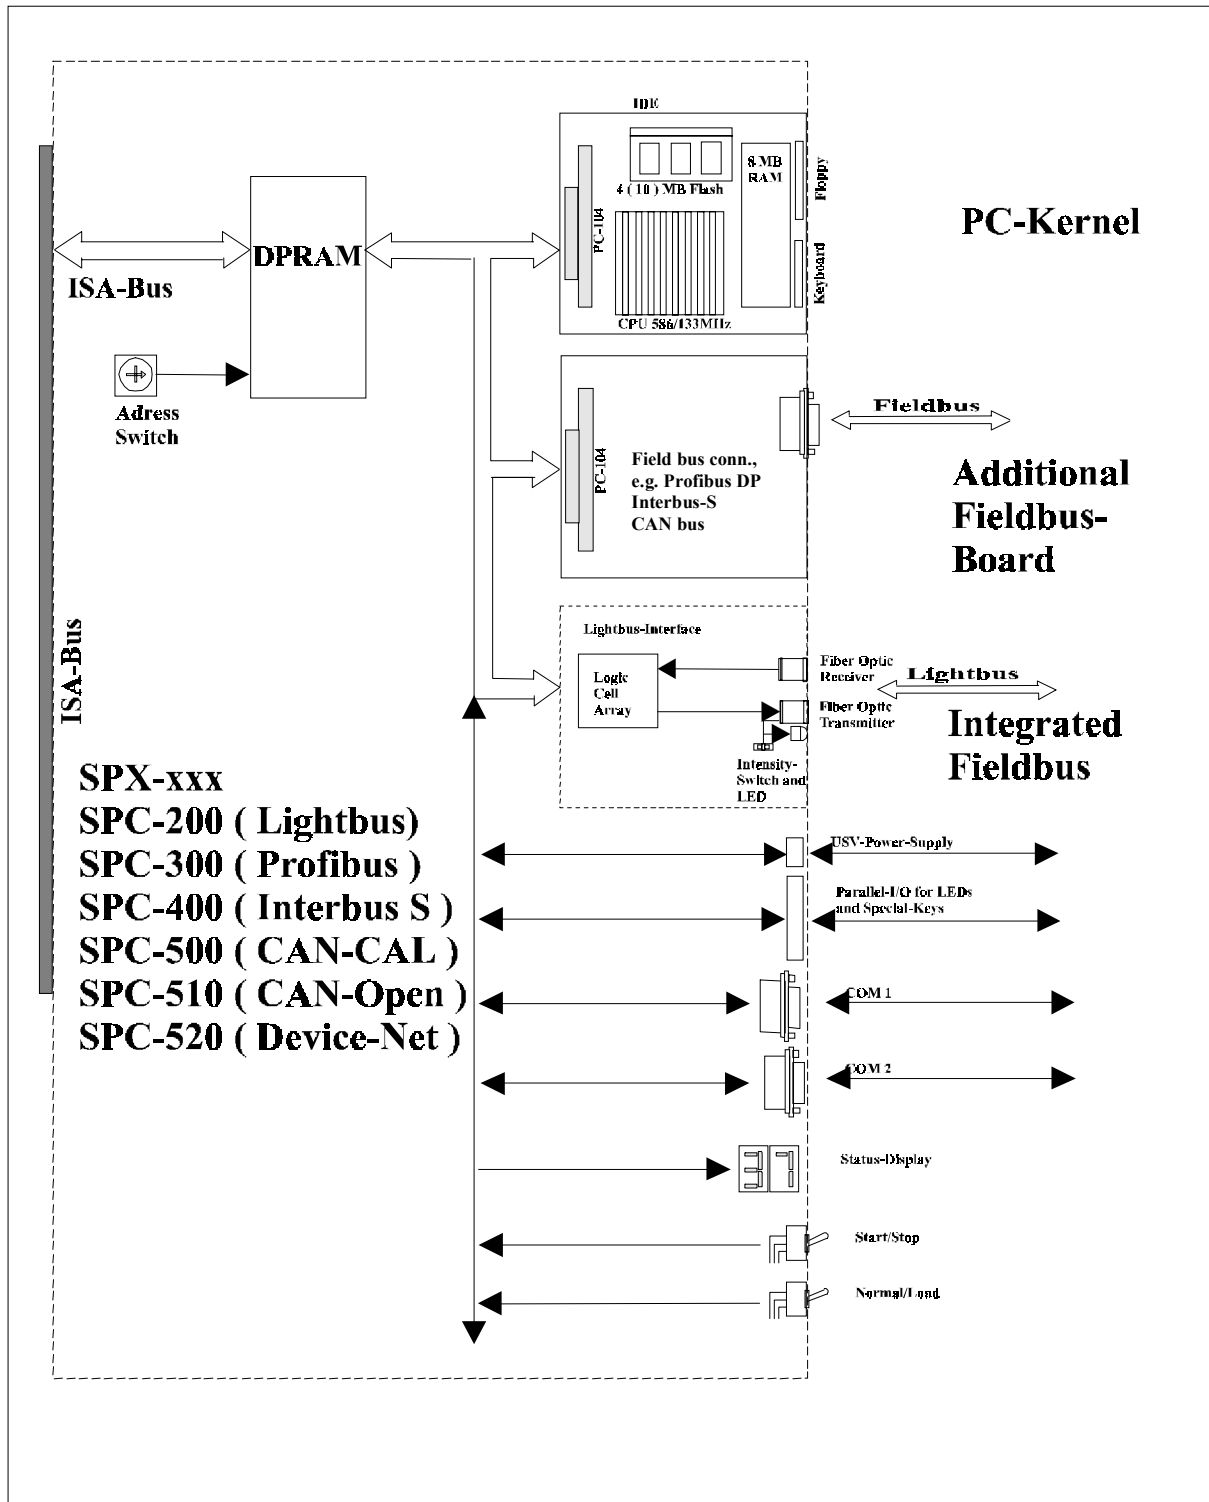 IDE
4 ( 10 ) MB Flash
8 MB
RAM
Floppy
PC-104
Keyboard
CPU 586/133MHz
PC-Kernel
DPRAM
ISA-Bus
Adress
Switch
PC-104
Field bus conn.,
e.g. Profibus DP
Interbus-S
CAN bus
Fieldbus
Additional
Fieldbus-
Board
ISA-Bus
Lightbus-Interface
Logic
Cell
Array
Fiber Optic
Receiver
Fiber Optic
Transmitter
Intensity-
Switch and
LED
Lightbus
Integrated
Fieldbus
SPX-xxx
SPC-200 ( Lightbus)
SPC-300 ( Profibus )
SPC-400 ( Interbus S )
SPC-500 ( CAN-CAL )
SPC-510 ( CAN-Open )
SPC-520 ( Device-Net )
USV-Power-Supply
Parallel-I/O for LEDs
and Special-Keys
COM 1
COM 2
Status-Display
Start/Stop
Normal/Load